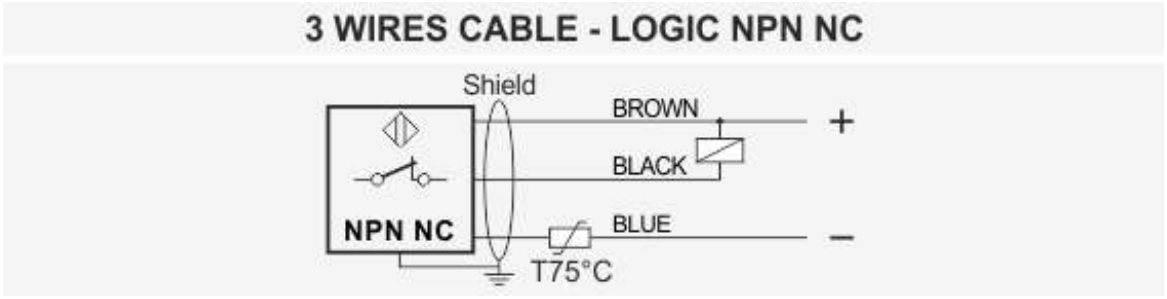 3 WIRES CABLE - LOGIC NPN NC
Shield
BROWN
+
BLACK
NPN NC
BLUE
–
T75°C